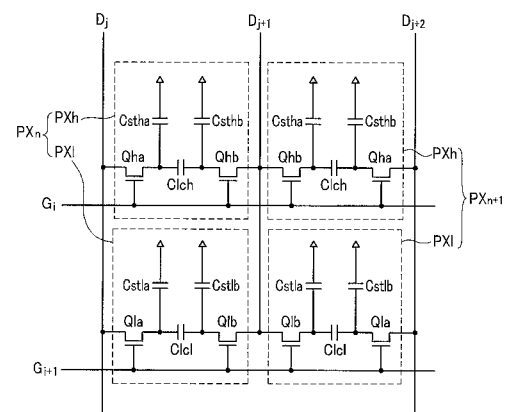 Dj Dj+1 Dj+2
PXn PXh PXl
Cstha Csthb Csthb Cstha
PXh PXl PXn+1
Qha Clch Qhb Qhb Clch Qha
Gi
Cstla Cstlb Cstlb Cstla
Qla Clcl Qlb Qlb Clcl Qla
Gi+1